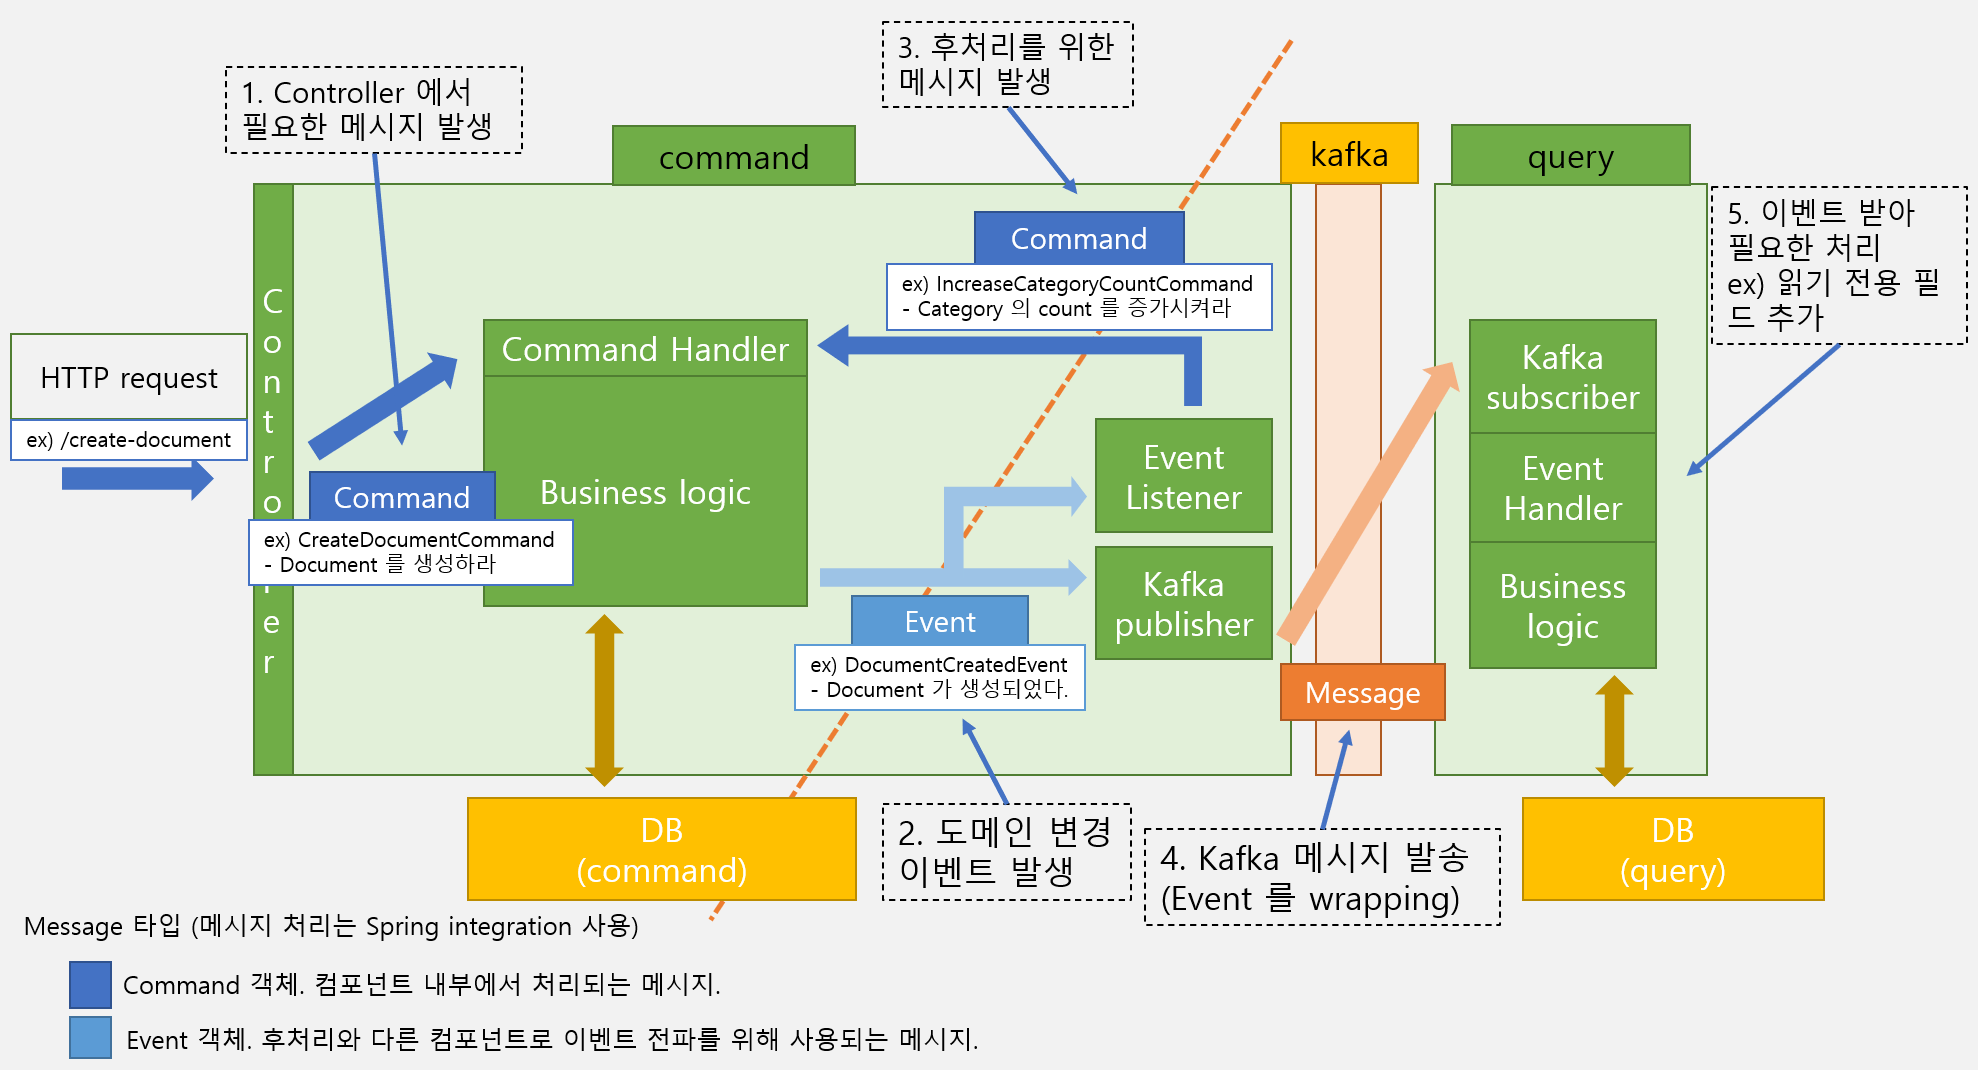 1. Controller 에서
필요한 메시지 발생
3. 후처리를 위한
메시지 발생
command
kafka
query
5. 이벤트 받아
필요한 처리
ex) 읽기 전용 필
드 추가
Command
ex) IncreaseCategoryCountCommand
- Category 의 count 를 증가시켜라
HTTP request
ex) /create-document
C
o
n
t
r
o
l
e
r
Command Handler
Business logic
Command
ex) CreateDocumentCommand
- Document 를 생성하라
Event
Listener
Kafka
publisher
Event
ex) DocumentCreatedEvent
- Document 가 생성되었다.
Kafka
subscriber
Event
Handler
Business
logic
Message
DB
(command)
2. 도메인 변경
이벤트 발생
4. Kafka 메시지 발송
(Event 를 wrapping)
DB
(query)
Message 타입 (메시지 처리는 Spring integration 사용)
Command 객체. 컴포넌트 내부에서 처리되는 메시지.
Event 객체. 후처리와 다른 컴포넌트로 이벤트 전파를 위해 사용되는 메시지.